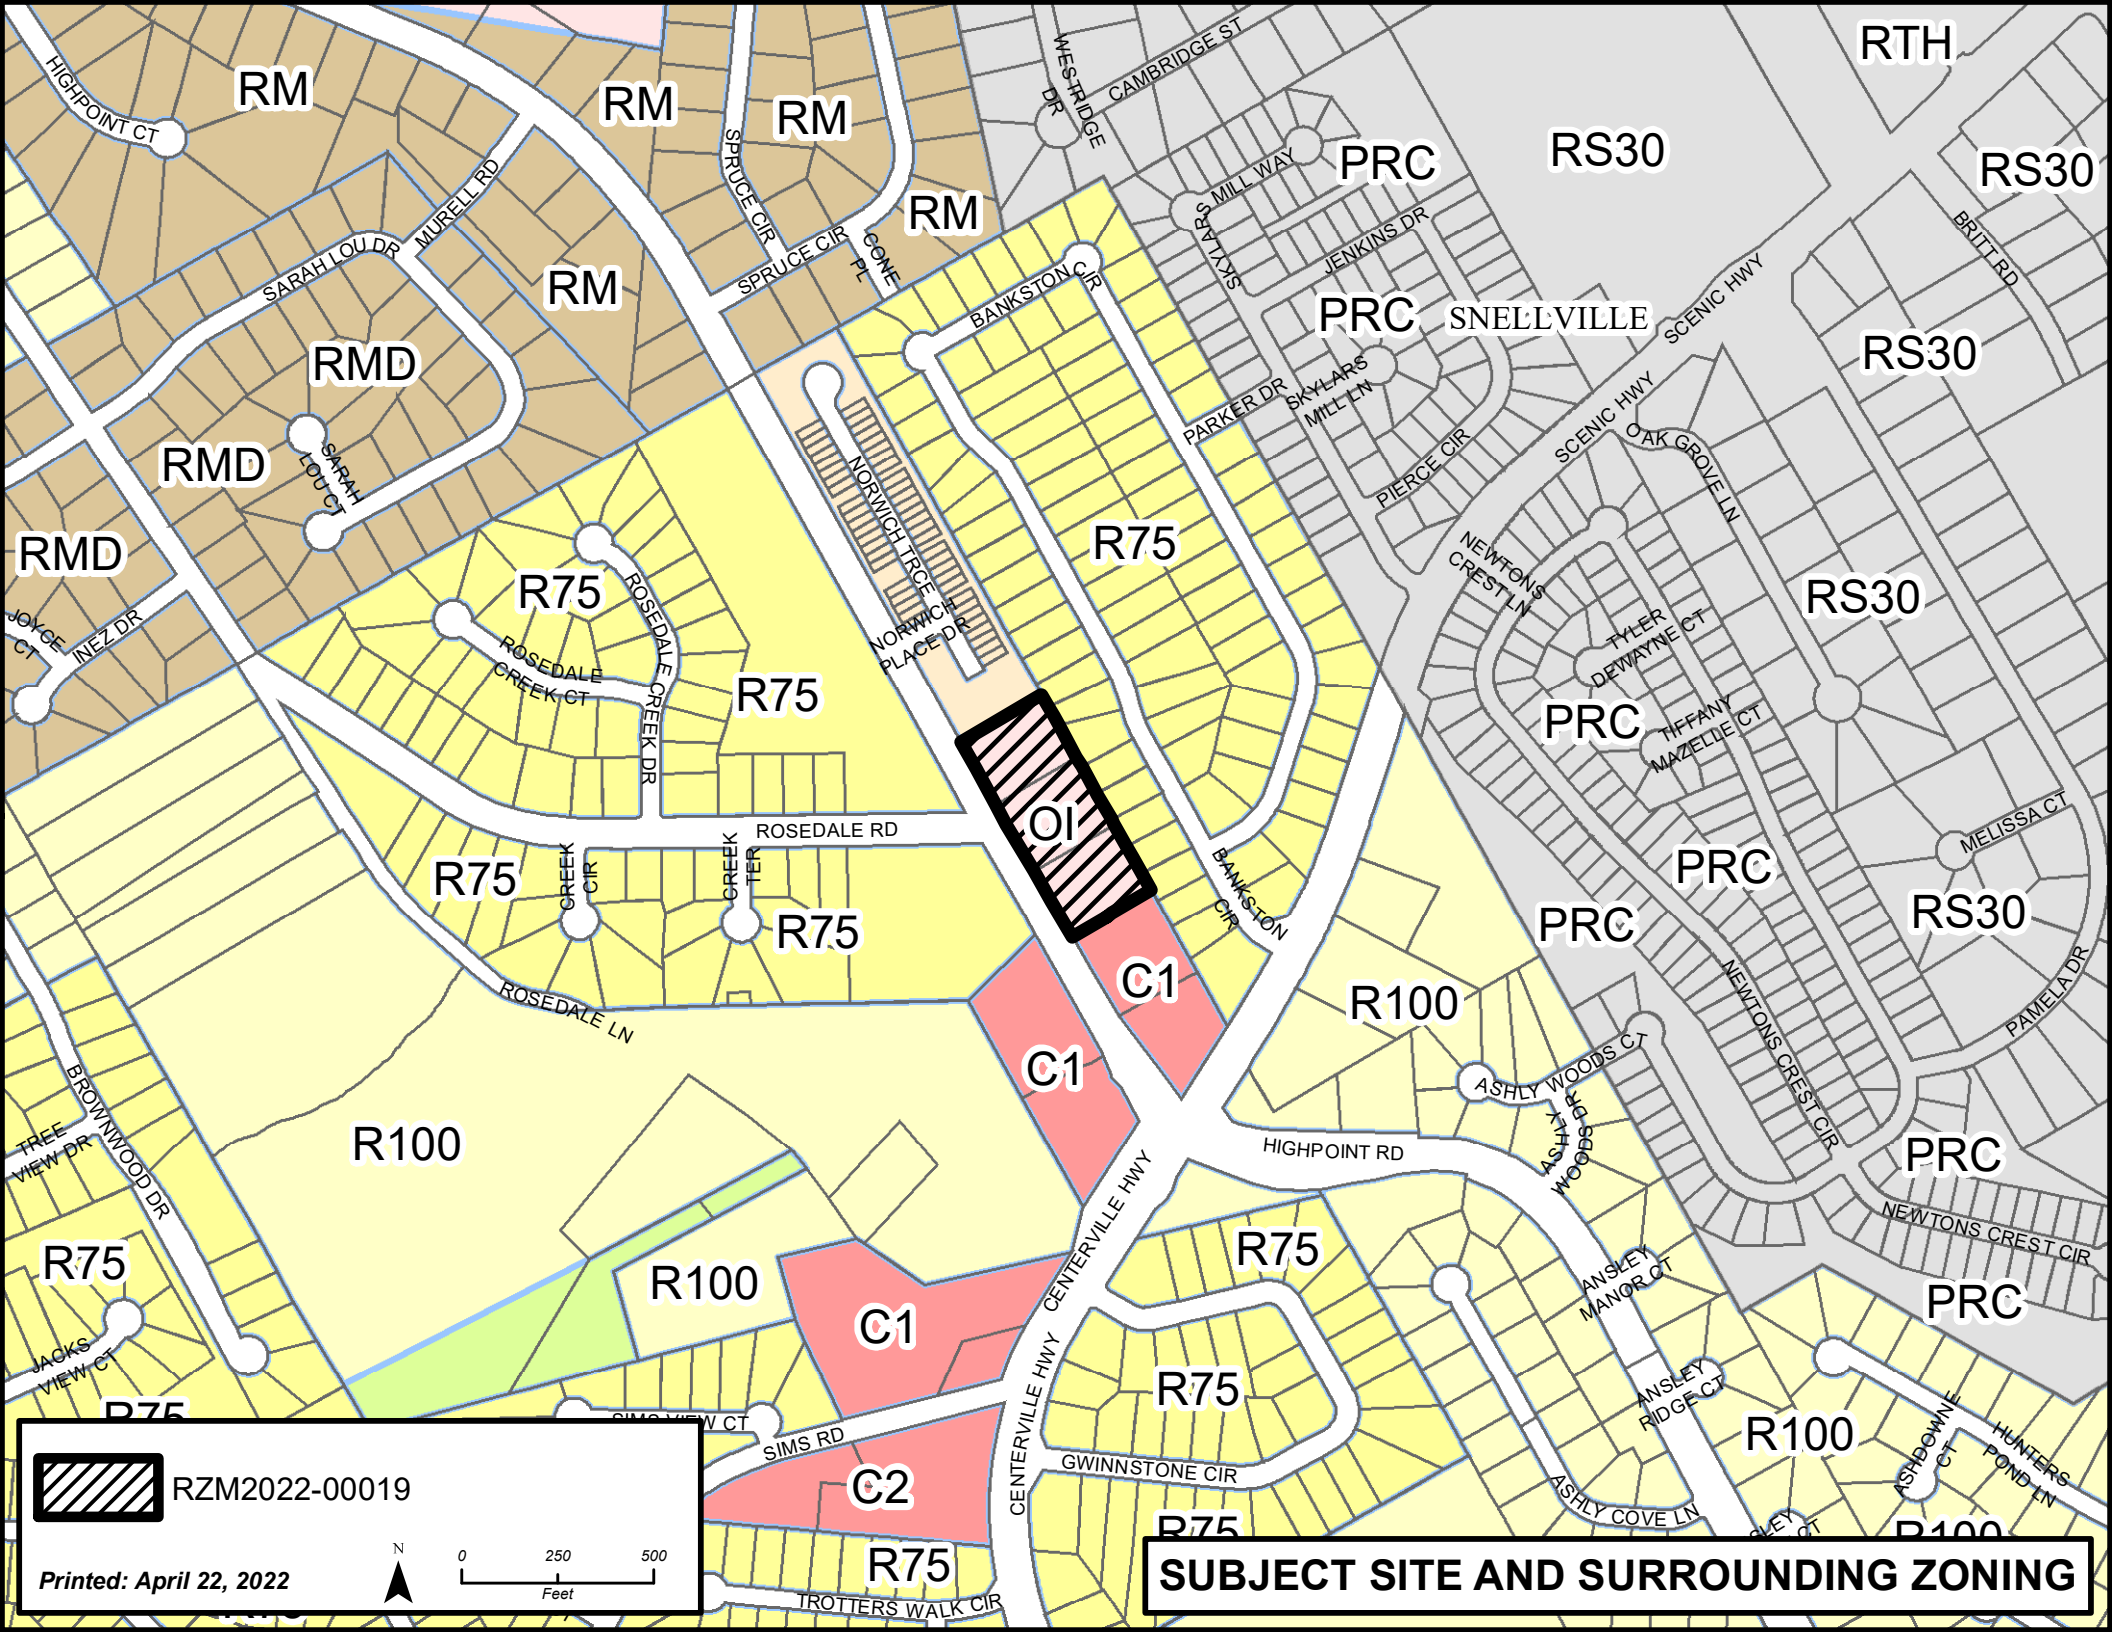 HIGHPOINT CT
RM
RM
RM
RM
RM
SPRUCE CIR
SPRUCE CIR
CONE
PL
MURELL RD
SARAH LOU DR
RMD
RMD
RMD
SARAH
LOU CT
JOYCE
CT
INEZ DR
WESTRIDGE
DR
CAMBRIDGE ST
RTH
RS30
RS30
PRC
SKYLARS MILL WAY
JENKINS DR
BRITT RD
PRC
SNELLVILLE
SCENIC HWY
RS30
BANKSTON CIR
PARKER DR
SKYLARS
MILL LN
SCENIC HWY
PIERCE CIR
OAK GROVE LN
R75
NORWICH TRCE
NORWICH
PLACE DR
R75
ROSEDALE CREEK DR
ROSEDALE
CREEK CT
R75
NEWTONS
CREST LN
TYLER
DEWAYNE CT
RS30
PRC
TIFFANY
MAZELLE CT
MELISSA CT
OI
ROSEDALE RD
R75
CREEK
CIR
CREEK
TER
R75
BANKSTON
CIR
PRC
PRC
RS30
PAMELA DR
C1
R100
ROSEDALE LN
C1
NEWTONS CREST CIR
ASHLY WOODS CT
ASHLY
WOODS DR
BROWNWOOD DR
TREE
VIEW DR
R100
HIGHPOINT RD
PRC
NEWTONS CREST CIR
CENTERVILLE HWY
R75
R75
R100
ANSLEY
MANOR CT
PRC
C1
JACKS
VIEW CT
CENTERVILLE HWY
R75
ANSLEY
RIDGE CT
R75
SIMS VIEW CT
SIMS RD
R100
ASHDOWNE
CT
HUNTERS
POND LN
GWINNSTONE CIR
C2
ASHLY COVE LN
R75
R100
R75
TROTTERS WALK CIR
RZM2022-00019
Printed: April 22, 2022
N
0 250 500
Feet
SUBJECT SITE AND SURROUNDING ZONING